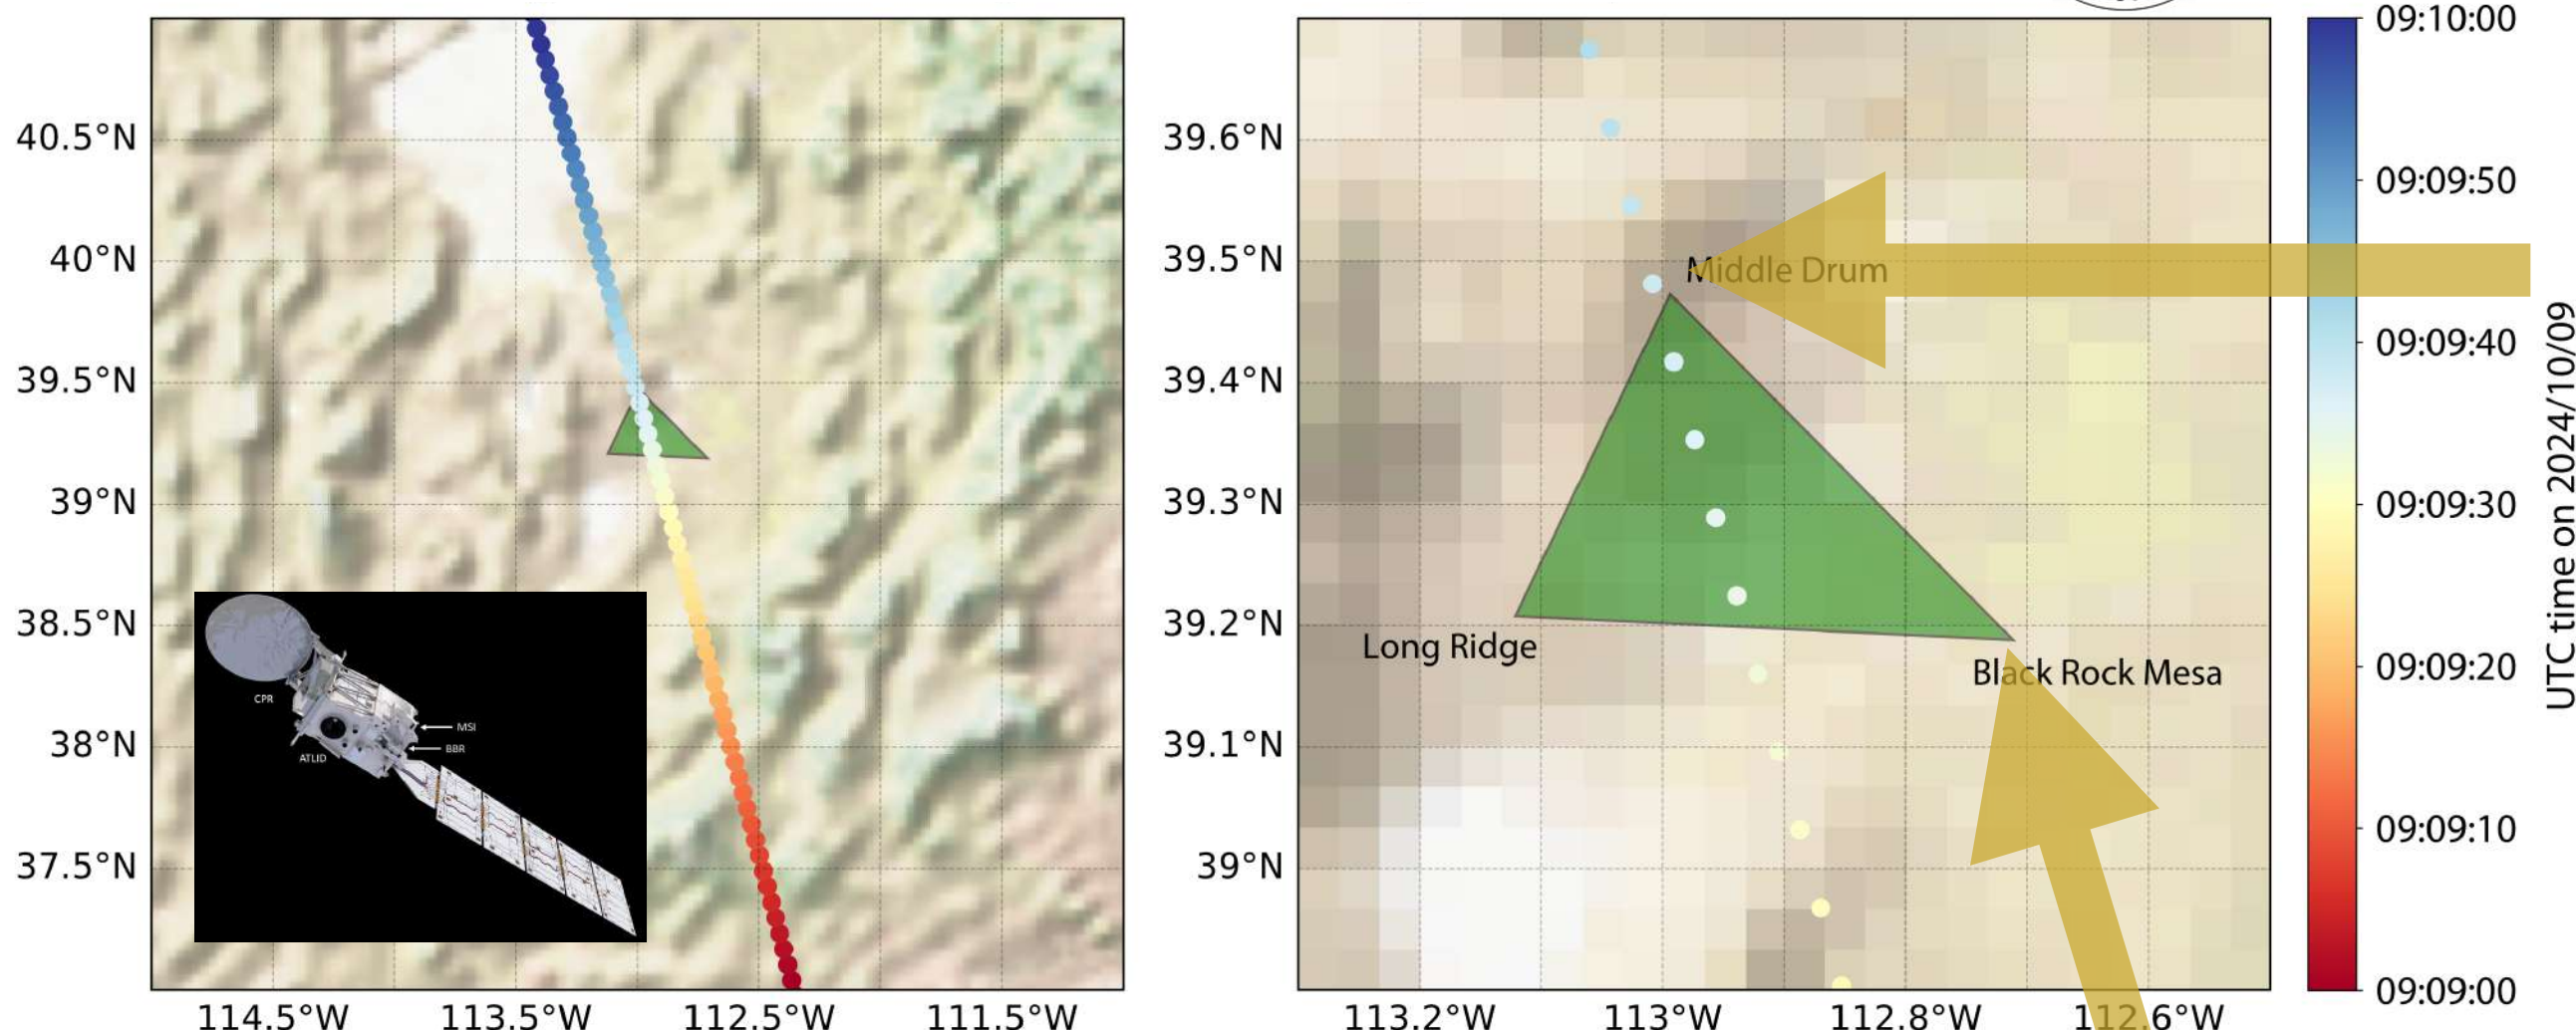 40.5°N
40°N
39.5°N
39°N
38.5°N
38°N
37.5°N
114.5°W 113.5°W 112.5°W 111.5°W
CPR
MSI
BBR
ATLID
39.6°N
39.5°N
39.4°N
39.3°N
39.2°N
39.1°N
39°N
113.2°W 113°W 112.8°W 112.6°W
Middle Drum
Long Ridge
Black Rock Mesa
09:10:00
09:09:50
09:09:40
09:09:30
09:09:20
09:09:10
09:09:00
UTC time on 2024/10/09